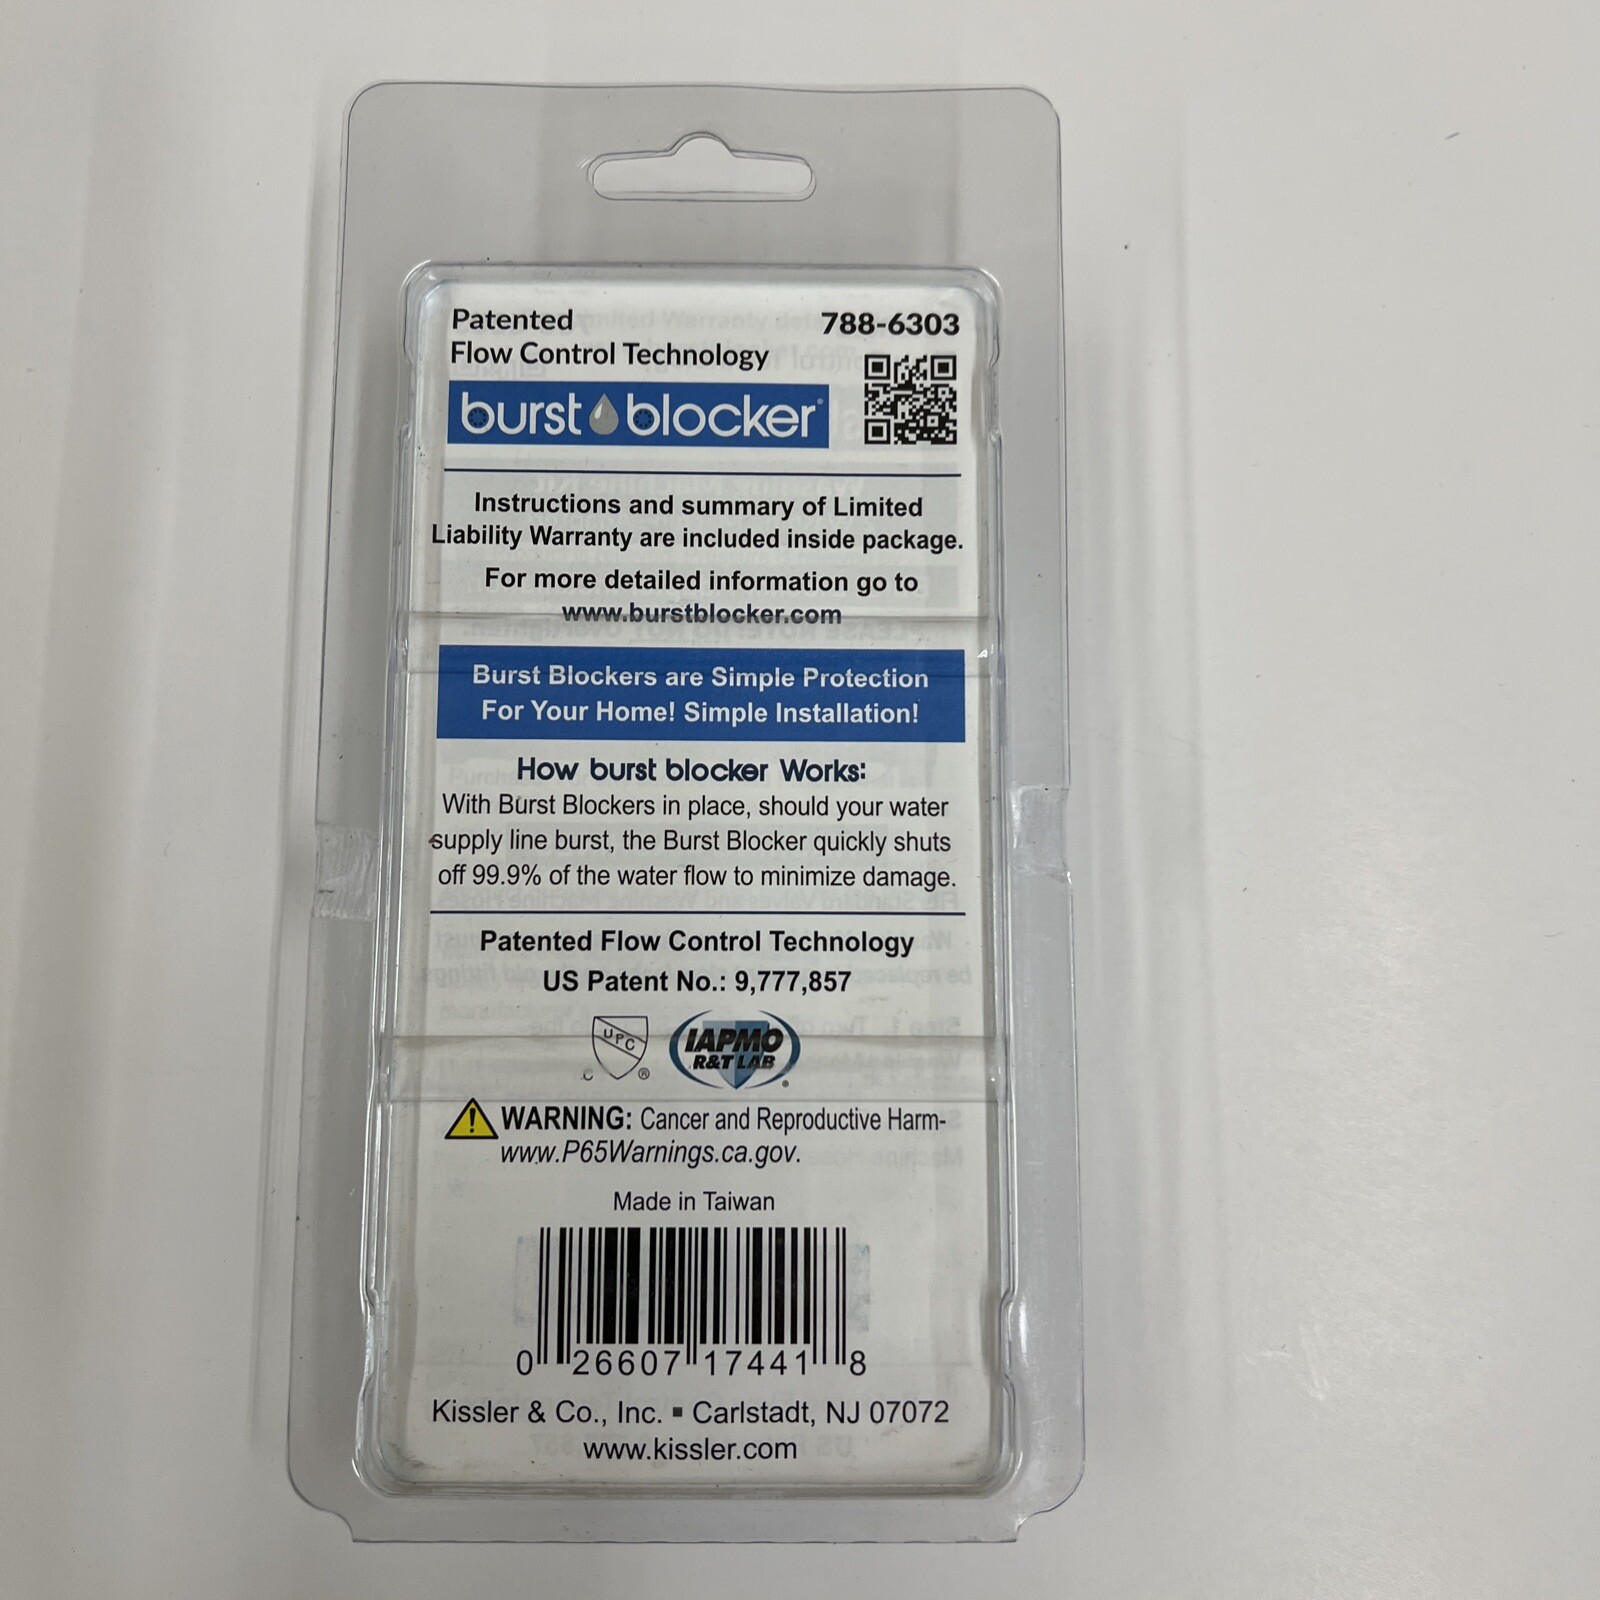 Patented
Flow Control Technology
788-6303
burst blocker®
Instructions and summary of Limited
Liability Warranty are included inside package.
For more detailed information go to
www.burstblocker.com
Burst Blockers are Simple Protection
For Your Home! Simple Installation!
How burst blocker Works:
With Burst Blockers in place, should your water
supply line burst, the Burst Blocker quickly shuts
off 99.9% of the water flow to minimize damage.
Patented Flow Control Technology
US Patent No.: 9,777,857
UPC
C ®
IAPMO
R&T LAB ®
WARNING: Cancer and Reproductive Harm-
www.P65Warnings.ca.gov.
Made in Taiwan
0 26607 17441 8
Kissler & Co., Inc. ▪ Carlstadt, NJ 07072
www.kissler.com